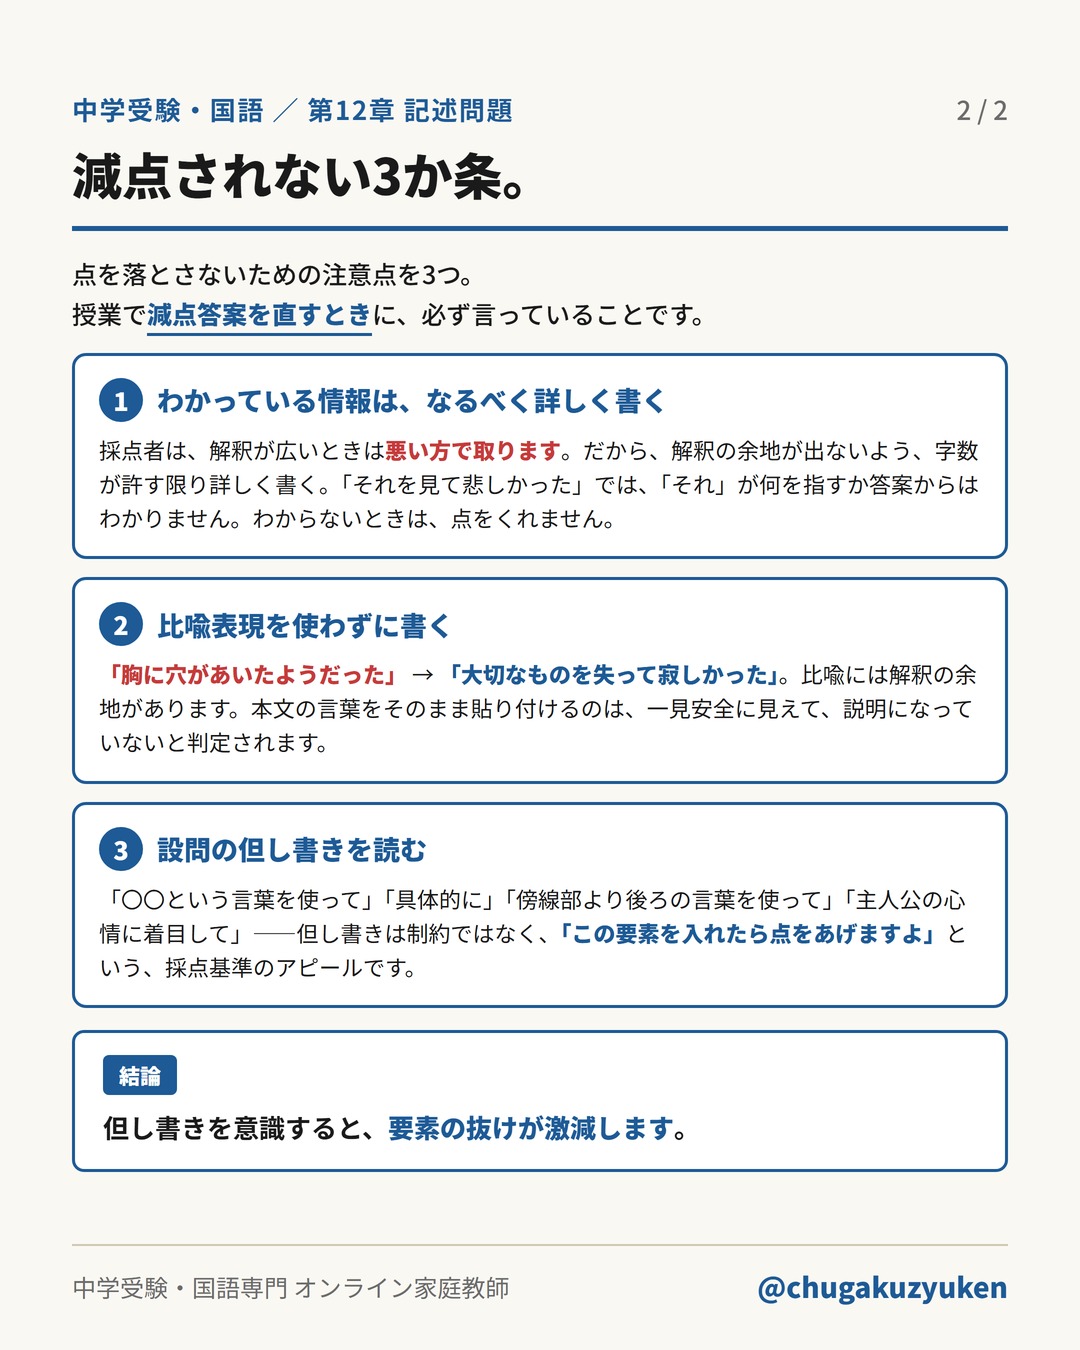 中学受験・国語 ／ 第12章 記述問題
2 / 2
減点されない3か条。
点を落とさないための注意点を3つ。
授業で減点答案を直すときに、必ず言っていることです。
1 わかっている情報は、なるべく詳しく書く
採点者は、解釈が広いときは悪い方で取ります。だから、解釈の余地が出ないよう、字数
が許す限り詳しく書く。「それを見て悲しかった」では、「それ」が何を指すか答案からは
わかりません。わからないときは、点をくれません。
2 比喩表現を使わずに書く
「胸に穴があいたようだった」 → 「大切なものを失って寂しかった」。比喩には解釈の余
地があります。本文の言葉をそのまま貼り付けるのは、一見安全に見えて、説明になって
いないと判定されます。
3 設問の但し書きを読む
「〇〇という言葉を使って」「具体的に」「傍線部より後ろの言葉を使って」「主人公の心
情に着目して」――但し書きは制約ではなく、「この要素を入れたら点をあげますよ」と
いう、採点基準のアピールです。
結論
但し書きを意識すると、要素の抜けが激減します。
中学受験・国語専門 オンライン家庭教師
@chugakuzyuken